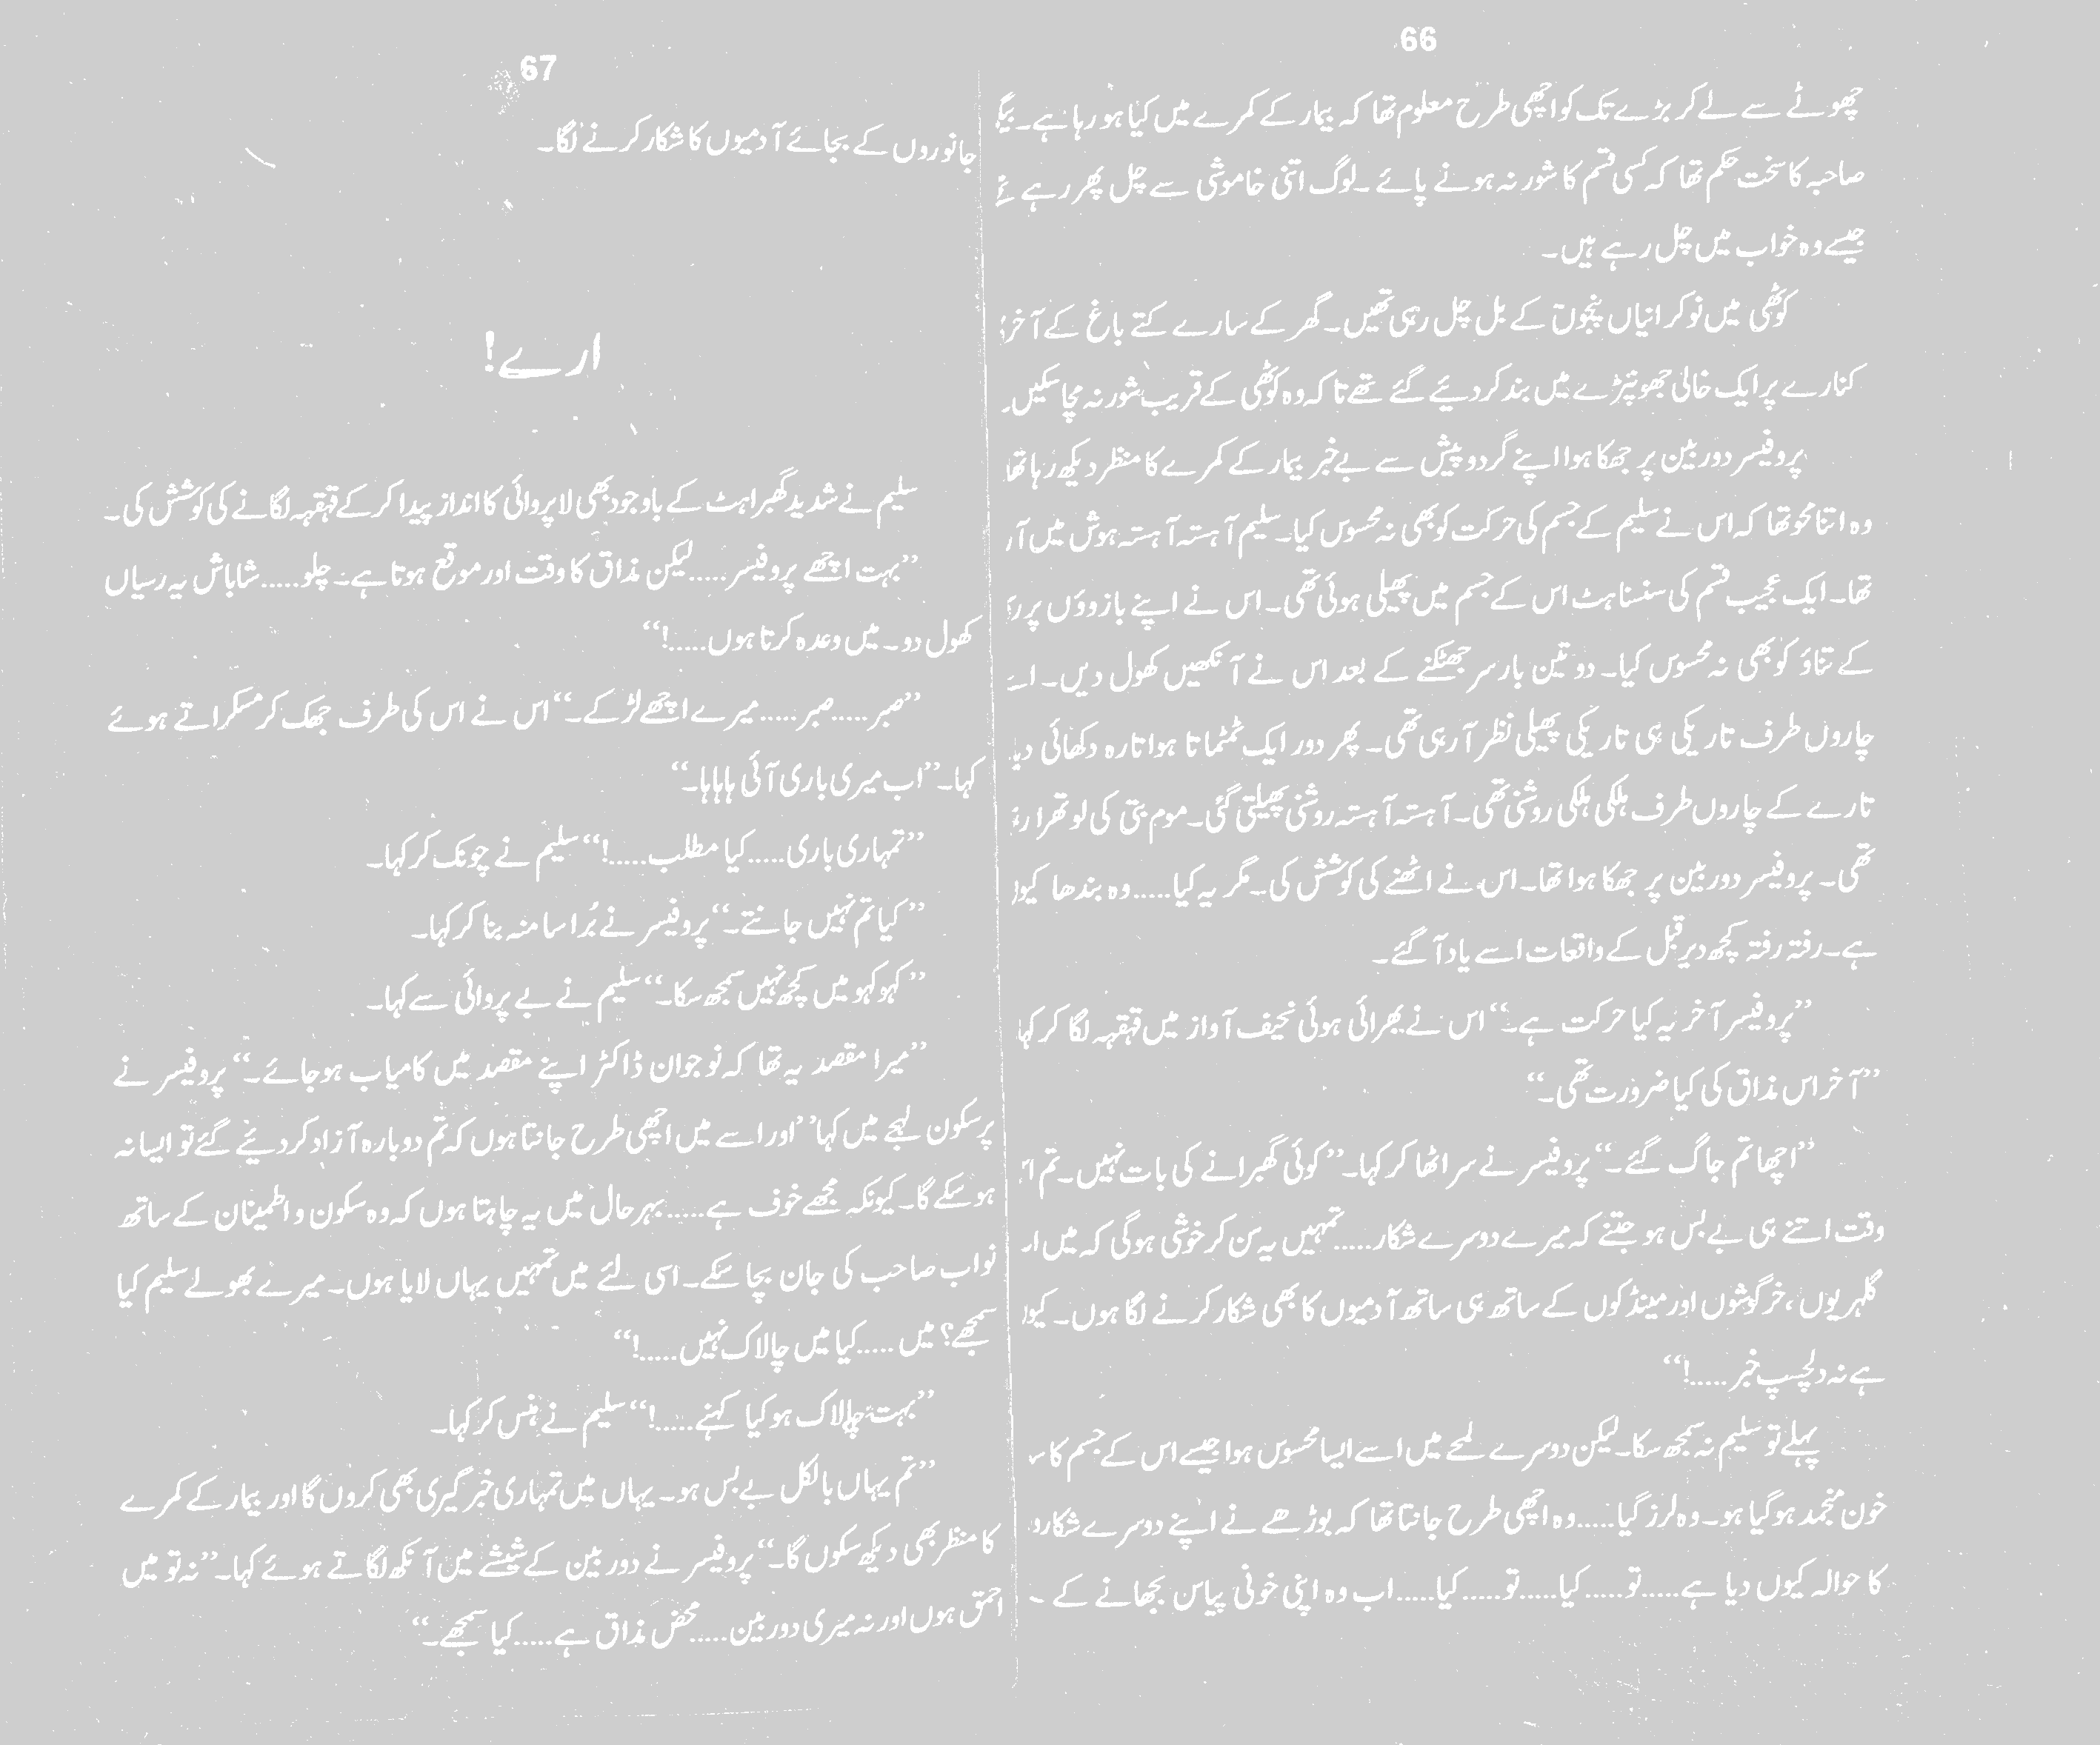 66
چھوٹے سے لے کر بڑے تک کو اچھی طرح معلوم تھا کہ بیمار کے کمرے میں کیا ہو رہا ہے۔
صاحبہ کا سخت حکم تھا کہ کسی قسم کا شور نہ ہونے پائے۔ لوگ اتنی خاموشی سے چل پھر رہے
جیسے وہ خواب میں چل رہے ہیں۔
کوٹھی میں نوکرانیاں پنجوں کے بل چل رہی تھیں۔ گھر کے سارے کتے باغ کے آخر
کنارے پر ایک خالی جھونپڑے میں بند کر دیئے گئے تھے تاکہ وہ کوٹھی کے قریب شور نہ مچا سکیں۔
پروفیسر دوربین پر جھکا ہوا اپنے گردوپیش سے بے خبر بیمار کے کمرے کا منظر دیکھ رہا تھا
وہ اتنا محو تھا کہ اس نے سلیم کے جسم کی حرکت کو بھی نہ محسوس کیا۔ سلیم آہستہ آہستہ ہوش میں آر
تھا۔ ایک عجیب قسم کی سنسناہٹ اس کے جسم میں پھیلی ہوئی تھی۔ اس نے اپنے بازوؤں پر
کے تناؤ کو بھی نہ محسوس کیا۔ دو تین بار سر جھٹکنے کے بعد اس نے آنکھیں کھول دیں۔
چاروں طرف تاریکی ہی تاریکی پھیلی نظر آ رہی تھی۔ پھر دور ایک ٹمٹماتا ہوا تارہ دکھائی دیا
تارے کے چاروں طرف ہلکی ہلکی روشنی تھی۔ آہستہ آہستہ روشنی پھیلتی گئی۔ موم بتی کی لو تھرا
تھی۔ پروفیسر دوربین پر جھکا ہوا تھا۔ اس نے اٹھنے کی کوشش کی۔ مگر یہ کیا...... وہ بندھا کیوں
ہے۔ رفتہ رفتہ کچھ دیر قبل کے واقعات اسے یاد آ گئے۔
”پروفیسر آخر یہ کیا حرکت ہے۔“ اس نے بھرائی ہوئی نحیف آواز میں قہقہہ لگا کر کہا
”آخر اس مذاق کی کیا ضرورت تھی۔“
”اچھا تم جاگ گئے۔“ پروفیسر نے سر اٹھا کر کہا۔ ”کوئی گھبرانے کی بات نہیں۔ تم
وقت اتنے ہی بے بس ہو جتنے کہ میرے دوسرے شکار...... تمہیں یہ سن کر خوشی ہوگی کہ میں
گلہریوں، خرگوشوں اور مینڈکوں کے ساتھ ہی ساتھ آدمیوں کا بھی شکار کرنے لگا ہوں۔ کیوں
ہے نہ دلچسپ خبر......!“
پہلے تو سلیم نہ سمجھ سکا۔ لیکن دوسرے لمحے میں اسے ایسا محسوس ہوا جیسے اس کے جسم کا
خون منجمد ہو گیا ہو۔ وہ لرز گیا...... وہ اچھی طرح جانتا تھا کہ بوڑھے نے اپنے دوسرے شکارو
کا حوالہ کیوں دیا ہے...... تو...... کیا...... تو...... کیا...... اب وہ اپنی خونی پیاس بجھانے کے
67
جانوروں کے بجائے آدمیوں کا شکار کرنے لگا۔
ارے!
سلیم نے شدید گھبراہٹ کے باوجود بھی لاپروائی کا انداز پیدا کر کے قہقہہ لگانے کی کوشش کی۔
”بہت اچھے پروفیسر...... لیکن مذاق کا وقت اور موقع ہوتا ہے۔ چلو...... شاباش یہ رسیاں
کھول دو۔ میں وعدہ کرتا ہوں......!“
”صبر...... صبر...... میرے اچھے لڑکے۔“ اس نے اس کی طرف جھک کر مسکراتے ہوئے
کہا۔ ”اب میری باری آئی ہاہاہا۔“
”تمہاری باری...... کیا مطلب......!“ سلیم نے چونک کر کہا۔
”کیا تم نہیں جانتے۔“ پروفیسر نے بُرا سا منہ بنا کر کہا۔
”کہو کہو میں کچھ نہیں سمجھ سکا۔“ سلیم نے بے پروائی سے کہا۔
”میرا مقصد یہ تھا کہ نوجوان ڈاکٹر اپنے مقصد میں کامیاب ہو جائے۔“ پروفیسر نے
پرسکون لہجے میں کہا ”اور اسے میں اچھی طرح جانتا ہوں کہ تم دوبارہ آزاد کر دیئے گئے تو ایسا نہ
ہو سکے گا۔ کیونکہ مجھے خوف ہے...... بہرحال میں یہ چاہتا ہوں کہ وہ سکون و اطمینان کے ساتھ
نواب صاحب کی جان بچا سکے۔ اسی لئے میں تمہیں یہاں لایا ہوں۔ میرے بھولے سلیم کیا
سمجھے؟ میں...... کیا میں چالاک نہیں......!“
”بہت چالاک ہو کیا کہنے......!“ سلیم نے ہنس کر کہا۔
”تم یہاں بالکل بے بس ہو۔ یہاں میں تمہاری خبر گیری بھی کروں گا اور بیمار کے کمرے
کا منظر بھی دیکھ سکوں گا۔“ پروفیسر نے دوربین کے شیشے میں آنکھ لگاتے ہوئے کہا۔ ”نہ تو میں
احمق ہوں اور نہ میری دوربین...... محض مذاق ہے...... کیا سمجھے۔“